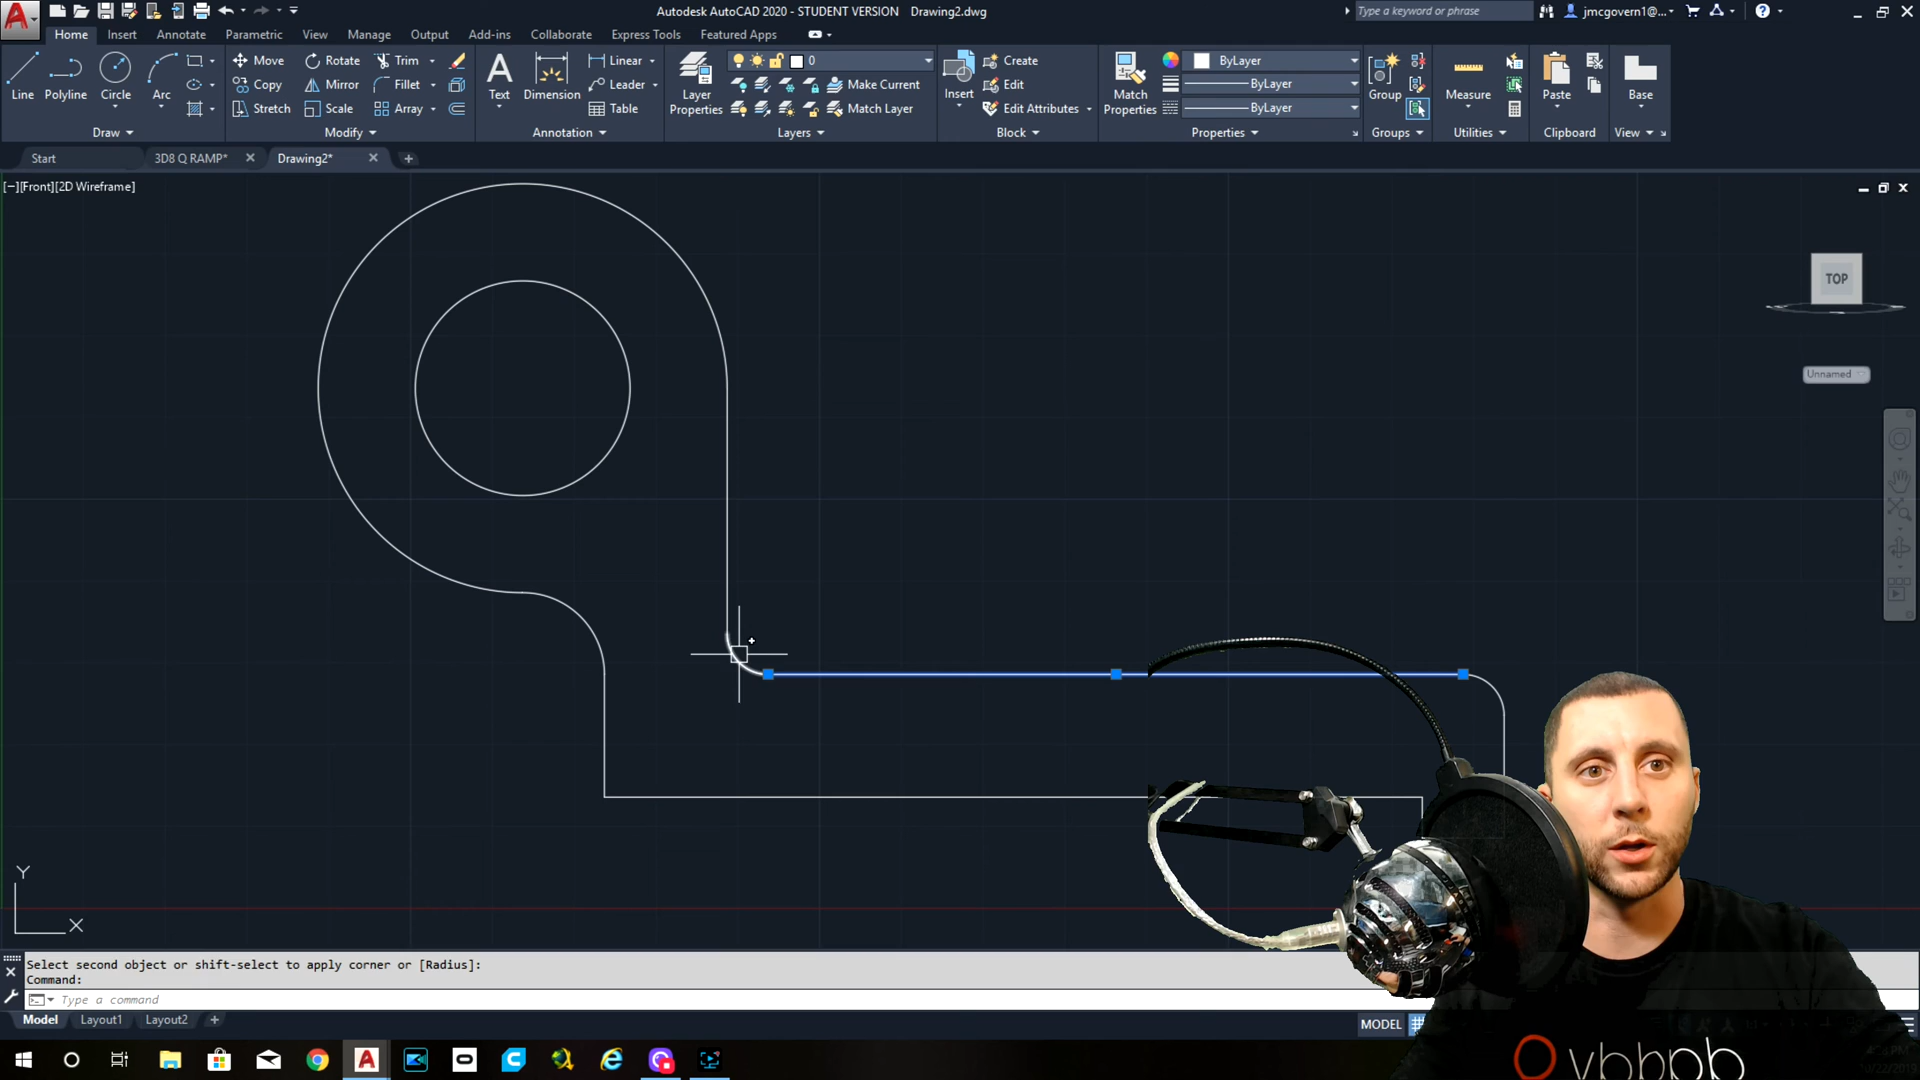 Autodesk AutoCAD 2020 - STUDENT VERSION Drawing2.dwg
Type a keyword or phrase
jmcgovern1@...
Home Insert Annotate Parametric View Manage Output Add-ins Collaborate Express Tools Featured Apps
Line Polyline Circle Arc
Move Rotate Trim
Copy Mirror Fillet
Stretch Scale Array
Text Dimension
Linear
Leader
Table
Layer Properties
0
Make Current
Match Layer
Insert
Create
Edit
Edit Attributes
Match Properties
ByLayer
ByLayer
ByLayer
Group
Measure
Paste
Base
Draw Modify Annotation Layers Block Properties Groups Utilities Clipboard View
Start 3D8 Q RAMP* Drawing2*
[−][Front][2D Wireframe]
TOP
Unnamed
Y
X
Select second object or shift-select to apply corner or [Radius]:
Command:
Type a command
Model Layout1 Layout2
MODEL